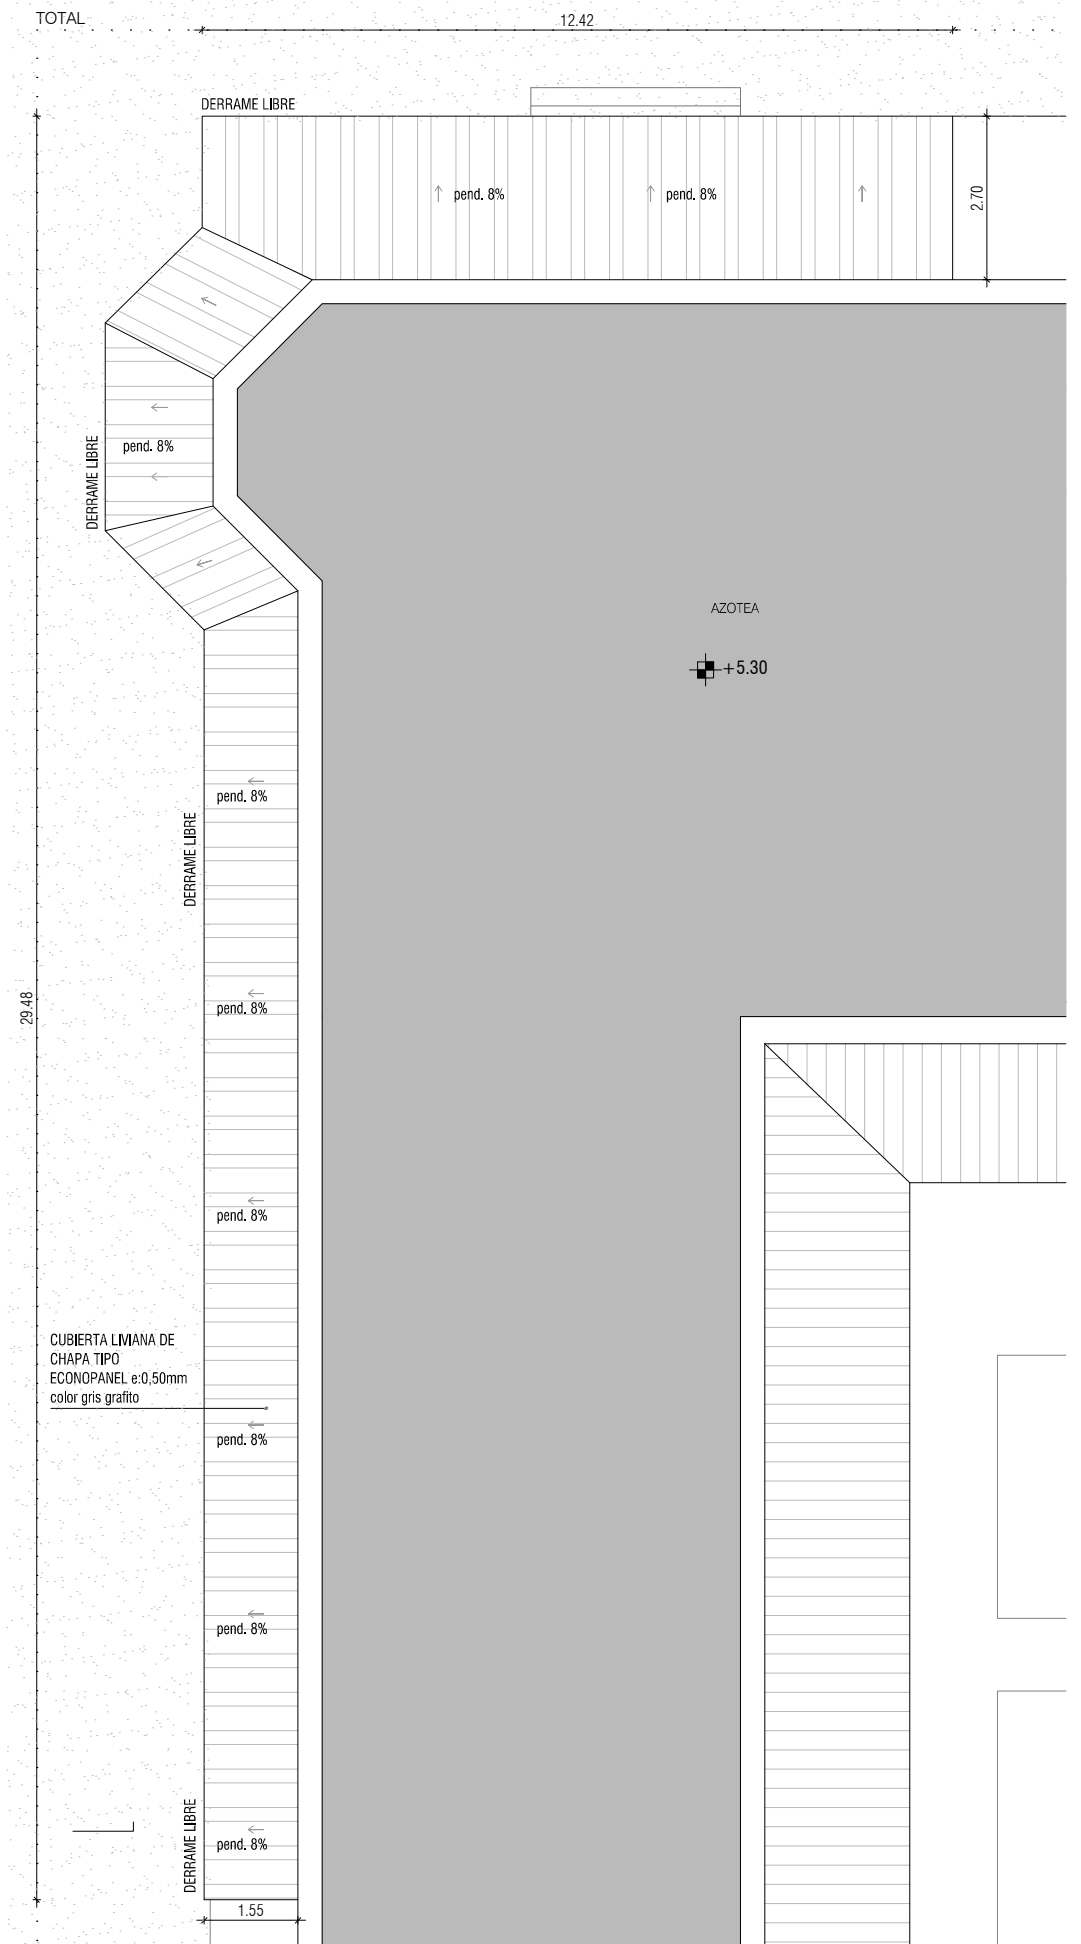 TOTAL
12.42
DERRAME LIBRE
pend. 8%
pend. 8%
2.70
pend. 8%
DERRAME LIBRE
AZOTEA
+5.30
pend. 8%
DERRAME LIBRE
29.48
pend. 8%
pend. 8%
CUBIERTA LIVIANA DE
CHAPA TIPO
ECONOPANEL e:0,50mm
color gris grafito
pend. 8%
pend. 8%
DERRAME LIBRE
pend. 8%
1.55